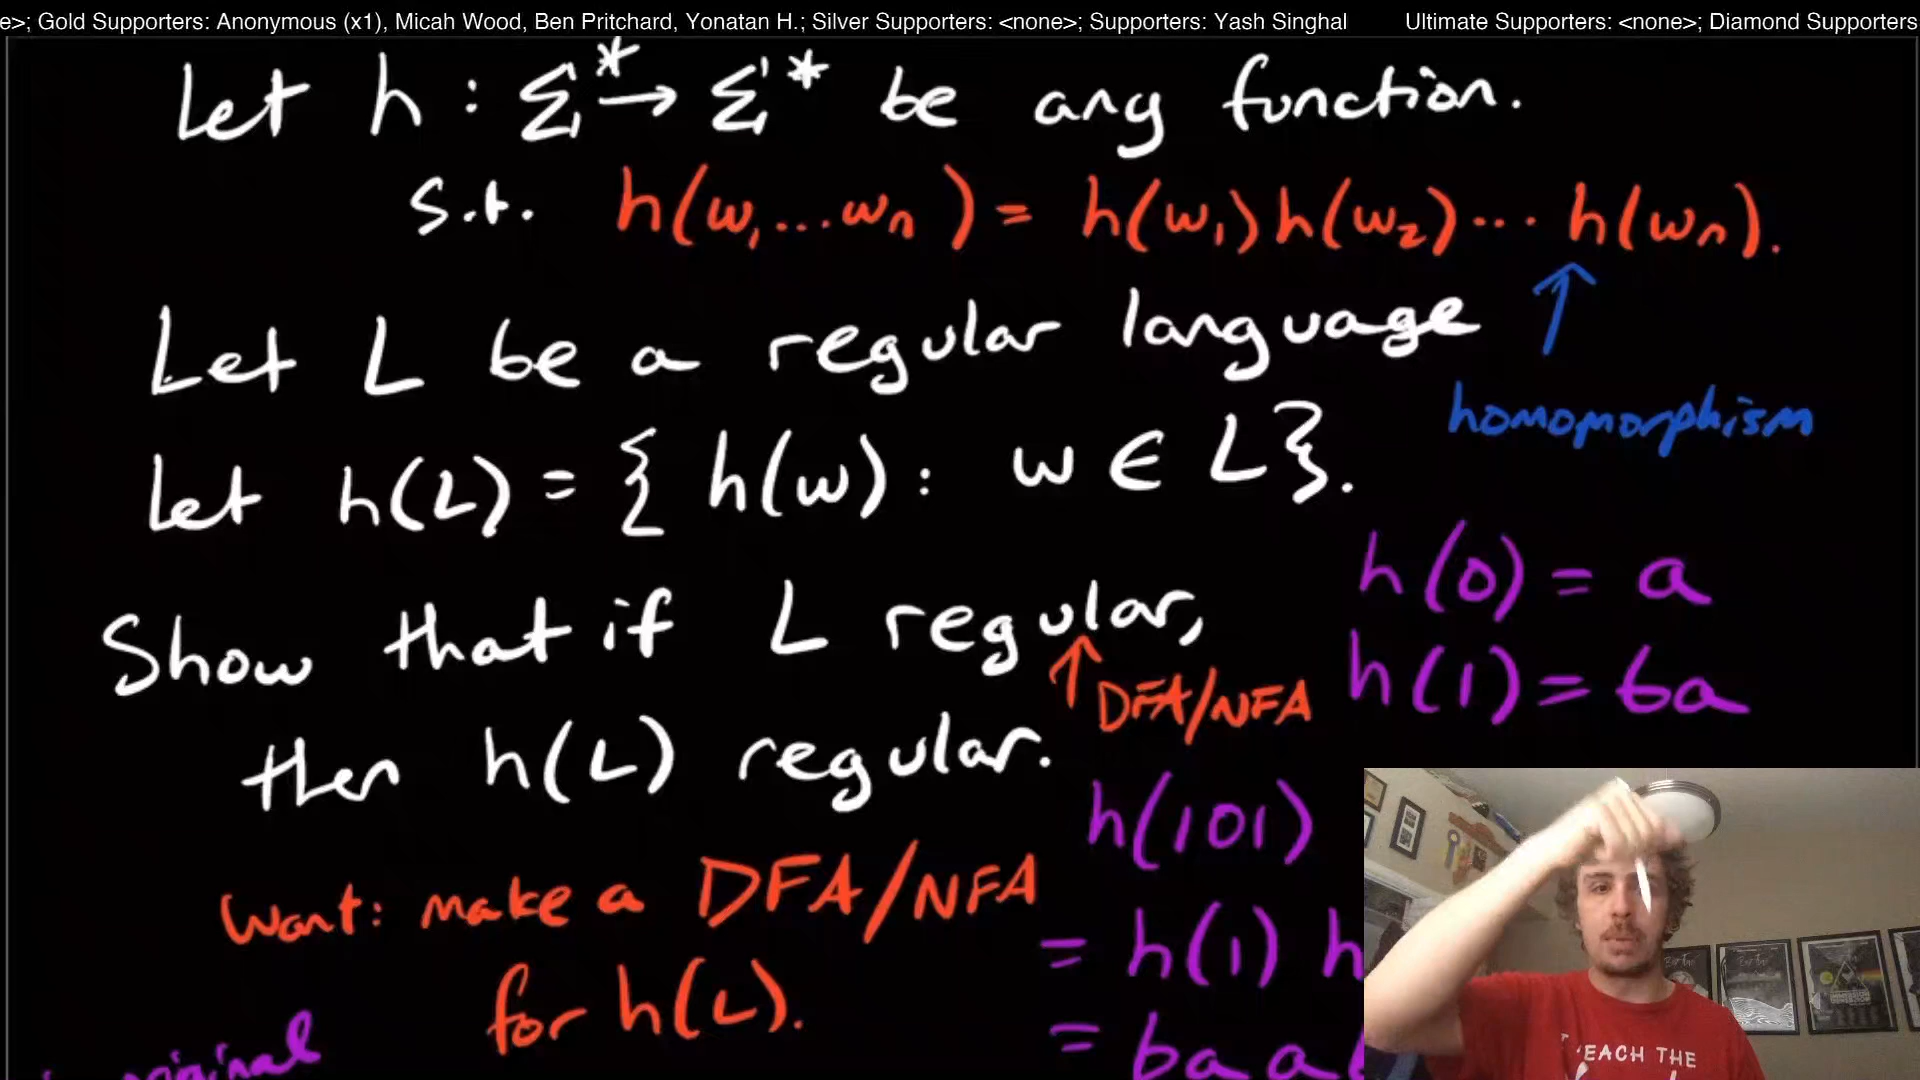 e>; Gold Supporters: Anonymous (x1), Micah Wood, Ben Pritchard, Yonatan H.; Silver Supporters: <none>; Supporters: Yash Singhal Ultimate Supporters: <none>; Diamond Supporters
Let h : Σ* → Σ* be any function.
s.t. h(w₁...wₙ) = h(w₁)h(w₂)⋯h(wₙ).
Let L be a regular language
homomorphism
Let h(L) = { h(w) : w ∈ L }.
h(0) = a
Show that if L regular,
h(1) = ba
DFA/NFA
then h(L) regular.
h(101)
Want: make a DFA/NFA
= h(1) h
for h(L).
= baa
original
EACH THE